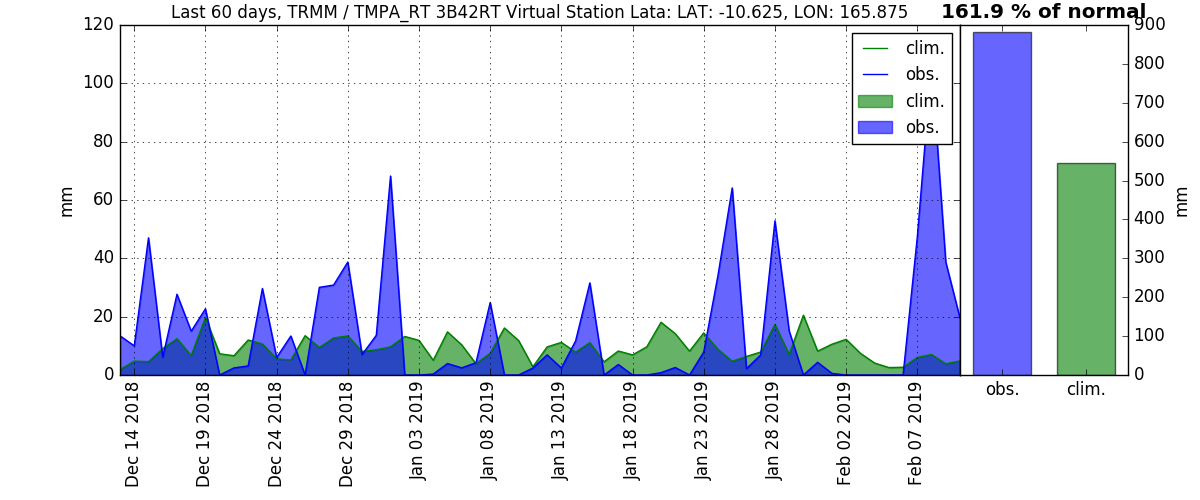 Last 60 days, TRMM / TMPA_RT 3B42RT Virtual Station Lata: LAT: -10.625, LON: 165.875
161.9 % of normal
120
100
80
60
40
20
0
mm
clim.
obs.
clim.
obs.
900
800
700
600
500
400
300
200
100
0
mm
Dec 14 2018
Dec 19 2018
Dec 24 2018
Dec 29 2018
Jan 03 2019
Jan 08 2019
Jan 13 2019
Jan 18 2019
Jan 23 2019
Jan 28 2019
Feb 02 2019
Feb 07 2019
obs.
clim.